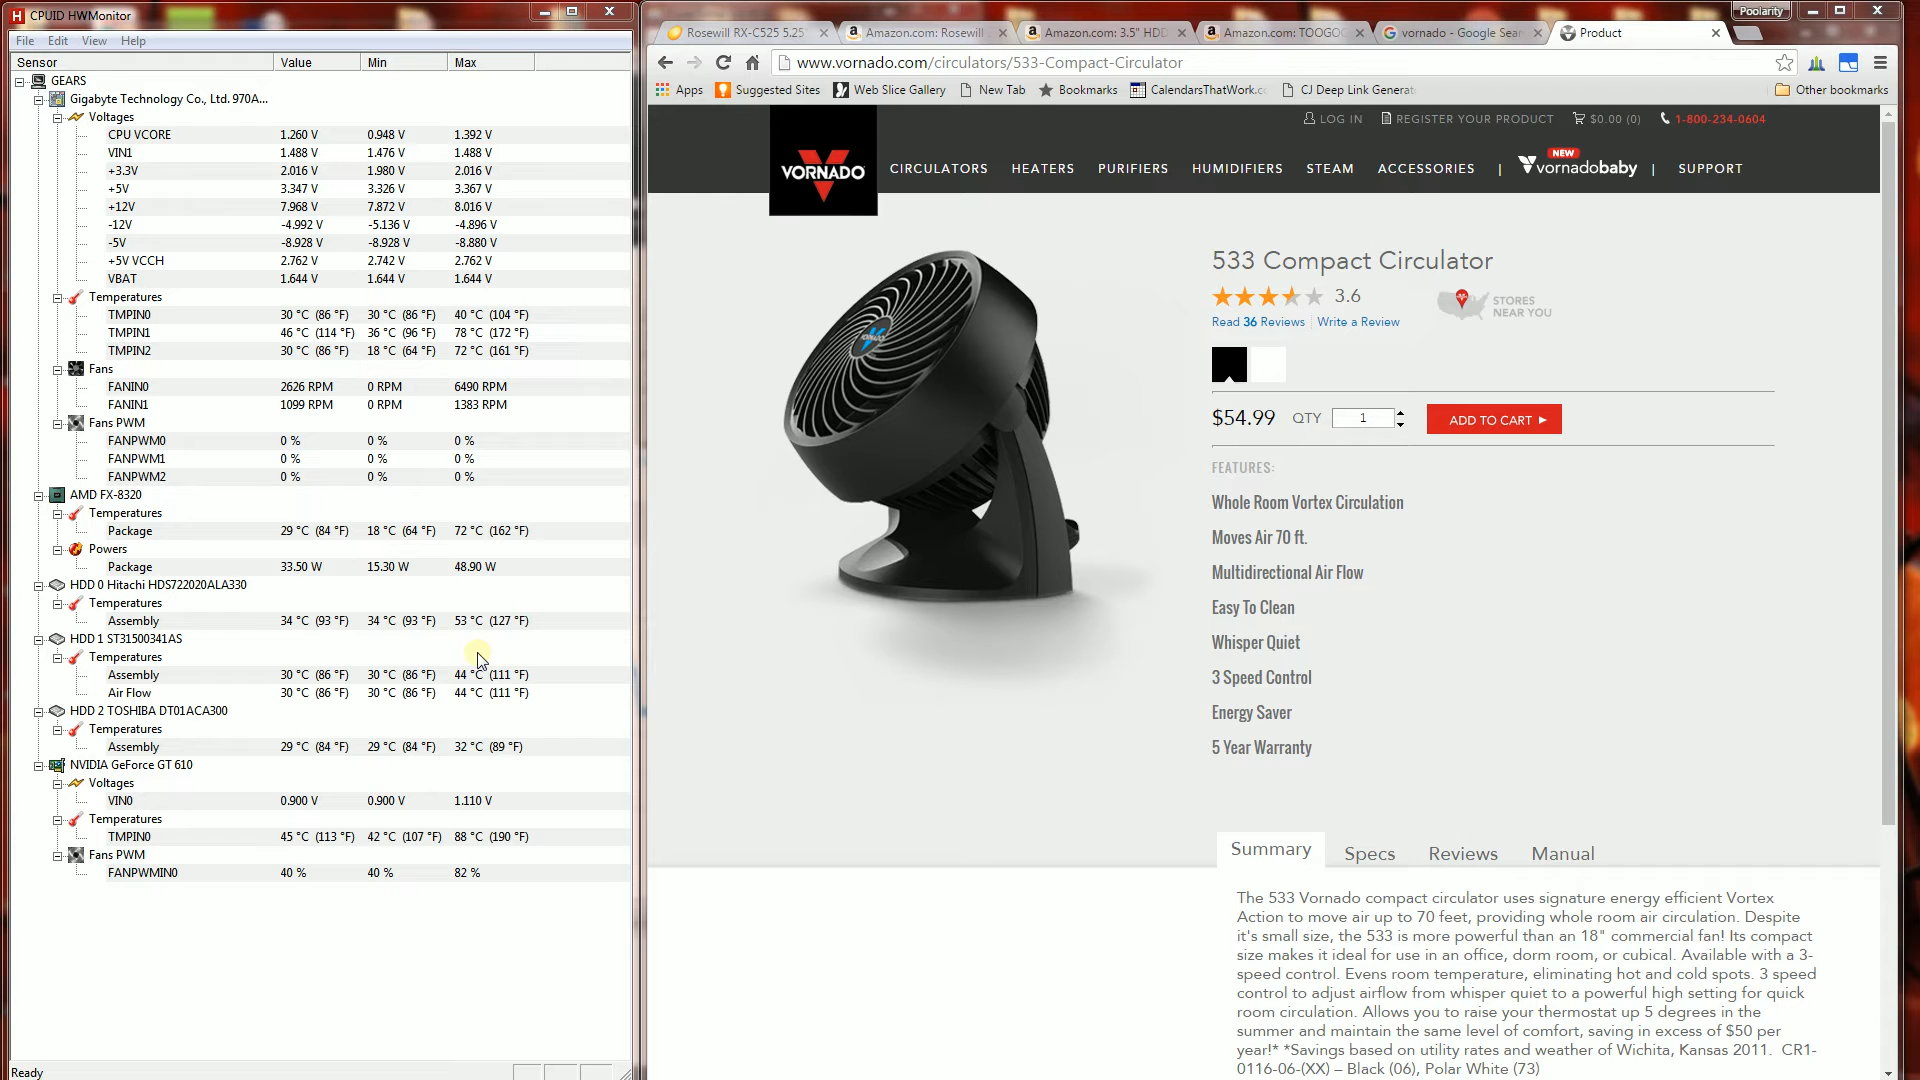 CPUID HWMonitor
File Edit View Help
Sensor Value Min Max
GEARS
Gigabyte Technology Co., Ltd. 970A...
Voltages
CPU VCORE 1.260 V 0.948 V 1.392 V
VIN1 1.488 V 1.476 V 1.488 V
+3.3V 2.016 V 1.980 V 2.016 V
+5V 3.347 V 3.326 V 3.367 V
+12V 7.968 V 7.872 V 8.016 V
-12V -4.992 V -5.136 V -4.896 V
-5V -8.928 V -8.928 V -8.880 V
+5V VCCH 2.762 V 2.742 V 2.762 V
VBAT 1.644 V 1.644 V 1.644 V
Temperatures
TMPIN0 30 °C (86 °F) 30 °C (86 °F) 40 °C (104 °F)
TMPIN1 46 °C (114 °F) 36 °C (96 °F) 78 °C (172 °F)
TMPIN2 30 °C (86 °F) 18 °C (64 °F) 72 °C (161 °F)
Fans
FANIN0 2626 RPM 0 RPM 6490 RPM
FANIN1 1099 RPM 0 RPM 1383 RPM
Fans PWM
FANPWM0 0 % 0 % 0 %
FANPWM1 0 % 0 % 0 %
FANPWM2 0 % 0 % 0 %
AMD FX-8320
Temperatures
Package 29 °C (84 °F) 18 °C (64 °F) 72 °C (162 °F)
Powers
Package 33.50 W 15.30 W 48.90 W
HDD 0 Hitachi HDS722020ALA330
Temperatures
Assembly 34 °C (93 °F) 34 °C (93 °F) 53 °C (127 °F)
HDD 1 ST31500341AS
Temperatures
Assembly 30 °C (86 °F) 30 °C (86 °F) 44 °C (111 °F)
Air Flow 30 °C (86 °F) 30 °C (86 °F) 44 °C (111 °F)
HDD 2 TOSHIBA DT01ACA300
Temperatures
Assembly 29 °C (84 °F) 29 °C (84 °F) 32 °C (89 °F)
NVIDIA GeForce GT 610
Voltages
VIN0 0.900 V 0.900 V 1.110 V
Temperatures
TMPIN0 45 °C (113 °F) 42 °C (107 °F) 88 °C (190 °F)
Fans PWM
FANPWMIN0 40 % 40 % 82 %
Ready
Poolarity
Rosewill RX-C525 5.25" Amazon.com: Rosewill Amazon.com: 3.5" HDD Amazon.com: TOOGOO vornado - Google Sear Product
www.vornado.com/circulators/533-Compact-Circulator
Apps Suggested Sites Web Slice Gallery New Tab Bookmarks CalendarsThatWork.co CJ Deep Link Generat Other bookmarks
LOG IN REGISTER YOUR PRODUCT $0.00 (0) 1-800-234-0604
VORNADO
CIRCULATORS HEATERS PURIFIERS HUMIDIFIERS STEAM ACCESSORIES | NEW vornadobaby | SUPPORT
533 Compact Circulator
3.6
STORES
NEAR YOU
Read 36 Reviews Write a Review
$54.99 QTY 1 ADD TO CART
FEATURES:
Whole Room Vortex Circulation
Moves Air 70 ft.
Multidirectional Air Flow
Easy To Clean
Whisper Quiet
3 Speed Control
Energy Saver
5 Year Warranty
VORNADO
Summary Specs Reviews Manual
The 533 Vornado compact circulator uses signature energy efficient Vortex
Action to move air up to 70 feet, providing whole room air circulation. Despite
it's small size, the 533 is more powerful than an 18" commercial fan! Its compact
size makes it ideal for use in an office, dorm room, or cubical. Available with a 3-
speed control. Evens room temperature, eliminating hot and cold spots. 3 speed
control to adjust airflow from whisper quiet to a powerful high setting for quick
room circulation. Allows you to raise your thermostat up 5 degrees in the
summer and maintain the same level of comfort, saving in excess of $50 per
year!* *Savings based on utility rates and weather of Wichita, Kansas 2011. CR1-
0116-06-(XX) – Black (06), Polar White (73)